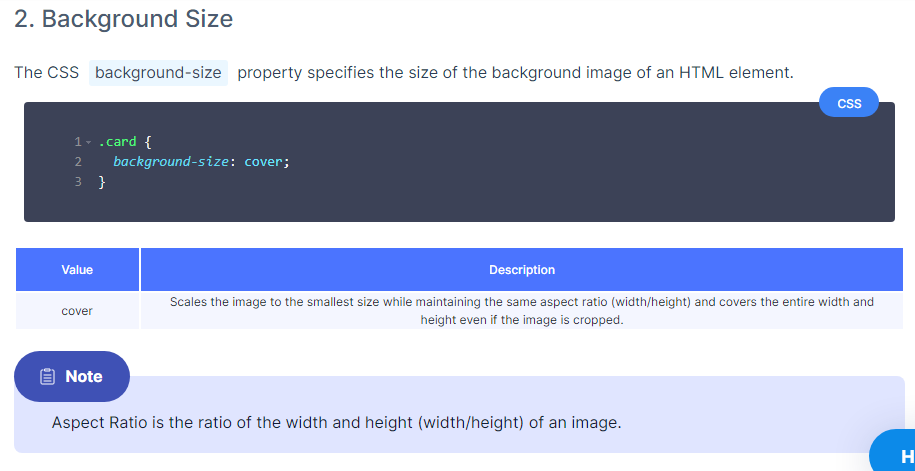 2. Background Size
The CSS background-size property specifies the size of the background image of an HTML element.
CSS
1 .card {
2 background-size: cover;
3 }
Value Description
cover Scales the image to the smallest size while maintaining the same aspect ratio (width/height) and covers the entire width and
height even if the image is cropped.
Note
Aspect Ratio is the ratio of the width and height (width/height) of an image.
H